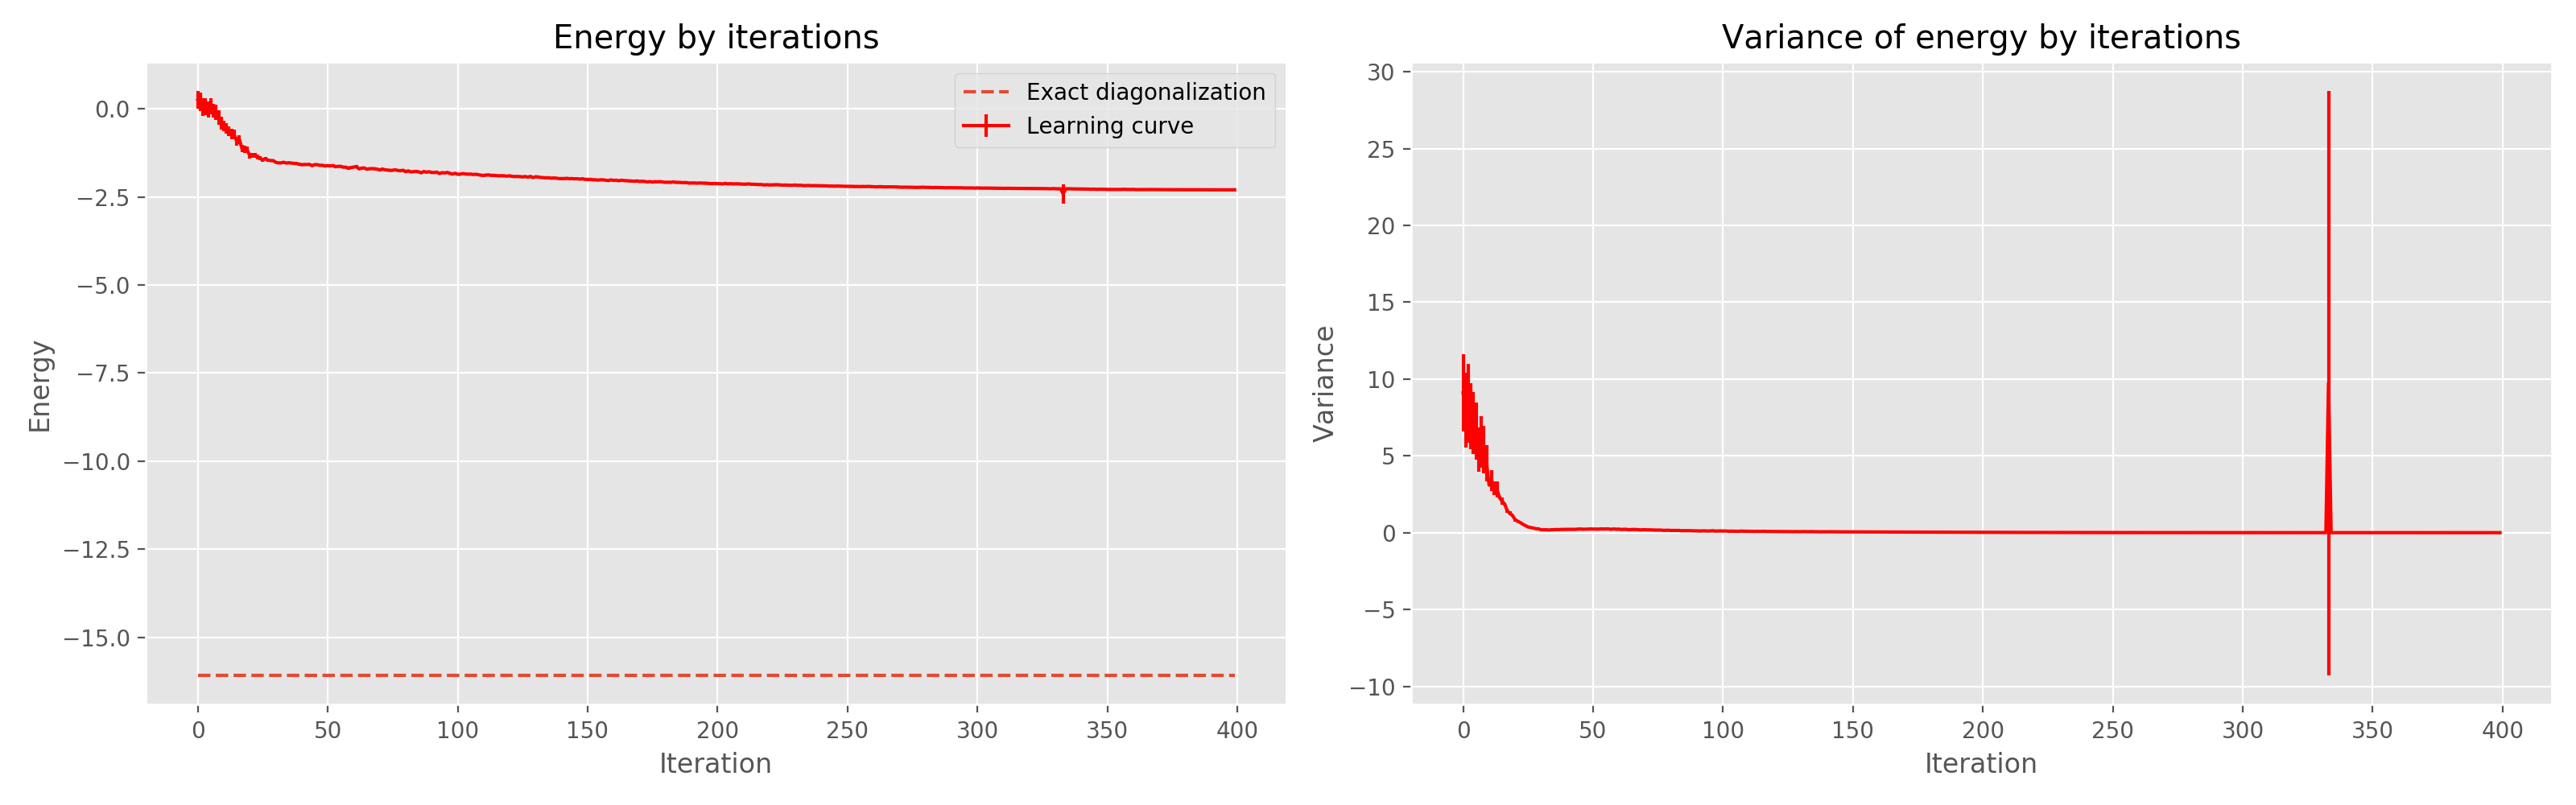 Energy by iterations
Exact diagonalization
Learning curve
0.0
−2.5
−5.0
−7.5
−10.0
−12.5
−15.0
Energy
0 50 100 150 200 250 300 350 400
Iteration
Variance of energy by iterations
30
25
20
15
10
5
0
−5
−10
Variance
0 50 100 150 200 250 300 350 400
Iteration